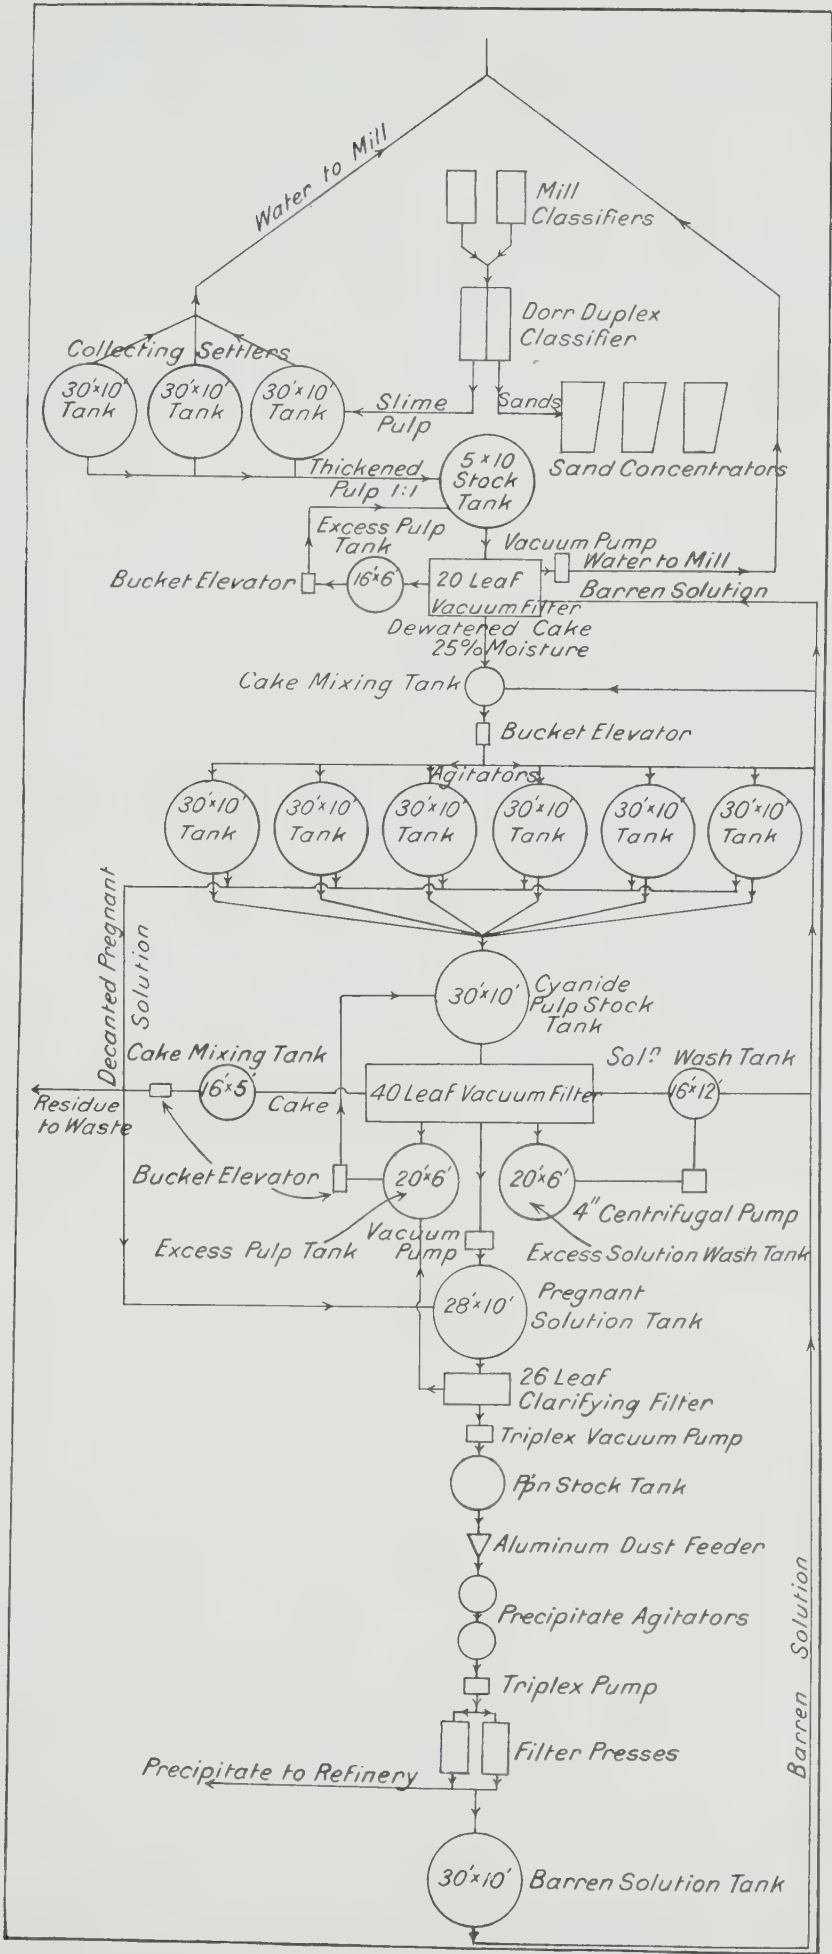 Water to Mill
Mill
Classifiers
Dorr Duplex
Classifier
Collecting Settlers
30'x10'
Tank
30'x10'
Tank
30'x10'
Tank
Slime
Pulp
Sands
Sand Concentrators
Thickened
Pulp 1:1
5x10
Stock
Tank
Excess Pulp
Tank
Vacuum Pump
Water to Mill
Bucket Elevator
16'x6'
20 Leaf
Vacuum Filter
Barren Solution
Dewatered Cake
25% Moisture
Cake Mixing Tank
Bucket Elevator
Agitators
30'x10'
Tank
30'x10'
Tank
30'x10'
Tank
30'x10'
Tank
30'x10'
Tank
30'x10'
Tank
Decanted Pregnant
Solution
30'x10'
Cyanide
Pulp Stock
Tank
Cake Mixing Tank
Sol'n Wash Tank
16'x5'
Cake
40 Leaf Vacuum Filter
16'x12'
Residue
to Waste
Bucket Elevator
20'x6'
20'x6'
4" Centrifugal Pump
Excess Pulp Tank
Vacuum
Pump
Excess Solution Wash Tank
28'x10'
Pregnant
Solution Tank
26 Leaf
Clarifying Filter
Triplex Vacuum Pump
Pp'n Stock Tank
Aluminum Dust Feeder
Precipitate Agitators
Triplex Pump
Filter Presses
Precipitate to Refinery
Barren Solution
30'x10'
Barren Solution Tank